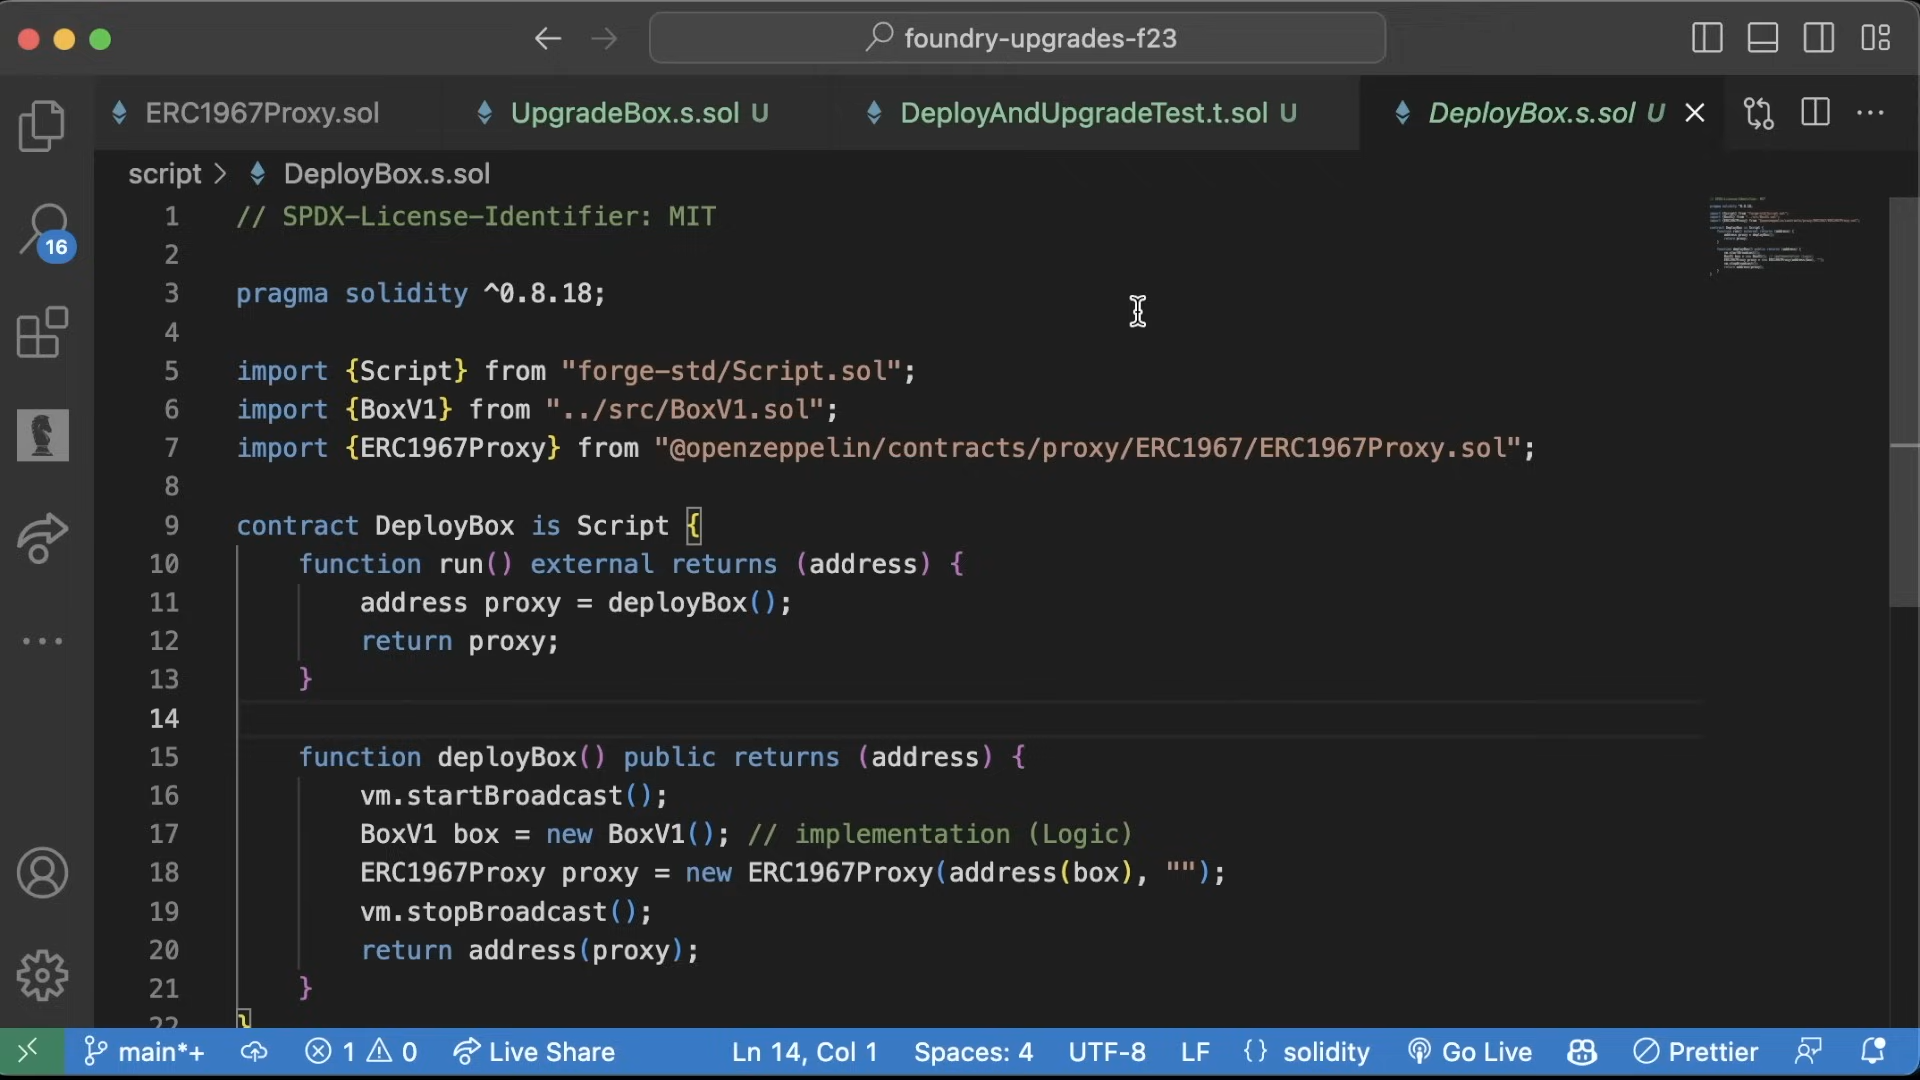 foundry-upgrades-f23
ERC1967Proxy.sol
UpgradeBox.s.sol U
DeployAndUpgradeTest.t.sol U
DeployBox.s.sol U
script > DeployBox.s.sol
16
1 // SPDX-License-Identifier: MIT
2
3 pragma solidity ^0.8.18;
4
5 import {Script} from "forge-std/Script.sol";
6 import {BoxV1} from "../src/BoxV1.sol";
7 import {ERC1967Proxy} from "@openzeppelin/contracts/proxy/ERC1967/ERC1967Proxy.sol";
8
9 contract DeployBox is Script {
10 function run() external returns (address) {
11 address proxy = deployBox();
12 return proxy;
13 }
14
15 function deployBox() public returns (address) {
16 vm.startBroadcast();
17 BoxV1 box = new BoxV1(); // implementation (Logic)
18 ERC1967Proxy proxy = new ERC1967Proxy(address(box), "");
19 vm.stopBroadcast();
20 return address(proxy);
21 }
22 }
main*+ 1 0 Live Share Ln 14, Col 1 Spaces: 4 UTF-8 LF {} solidity Go Live Prettier